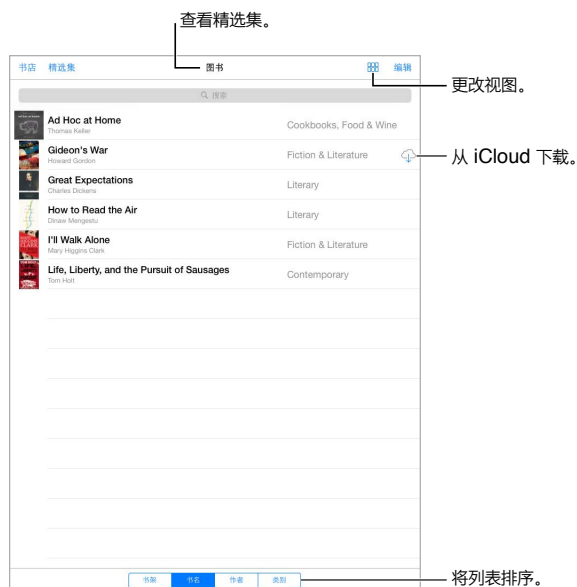 查看精选集。
书店 精选集 图书 编辑
更改视图。
搜索
Ad Hoc at Home
Thomas Keller
Cookbooks, Food & Wine
Gideon's War
Howard Gordon
Fiction & Literature
从 iCloud 下载。
Great Expectations
Charles Dickens
Literary
How to Read the Air
Dinaw Mengestu
Literary
I'll Walk Alone
Mary Higgins Clark
Fiction & Literature
Life, Liberty, and the Pursuit of Sausages
Tom Holt
Contemporary
书架 书名 作者 类别
将列表排序。